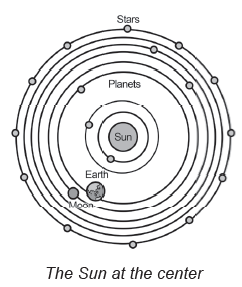 Stars
Planets
Sun
Earth
Moon
The Sun at the center